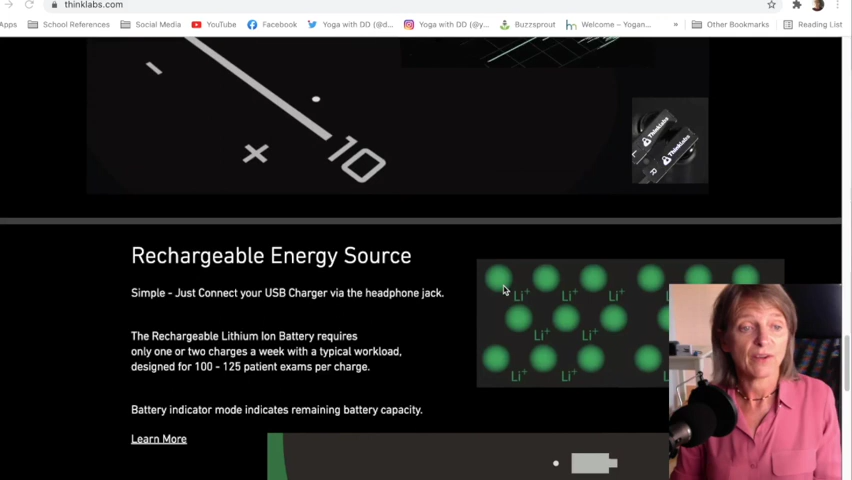 thinklabs.com
Apps
School References
Social Media
YouTube
Facebook
Yoga with DD (@d...
Yoga with DD (@y...
Buzzsprout
Welcome – Yogan...
»
Other Bookmarks
Reading List
10
Thinklabs
Thinklabs
Rechargeable Energy Source
Simple - Just Connect your USB Charger via the headphone jack.
The Rechargeable Lithium Ion Battery requires
only one or two charges a week with a typical workload,
designed for 100 - 125 patient exams per charge.
Battery indicator mode indicates remaining battery capacity.
Learn More
Li+ Li+ Li+
Li+ Li+
Li+ Li+ Li